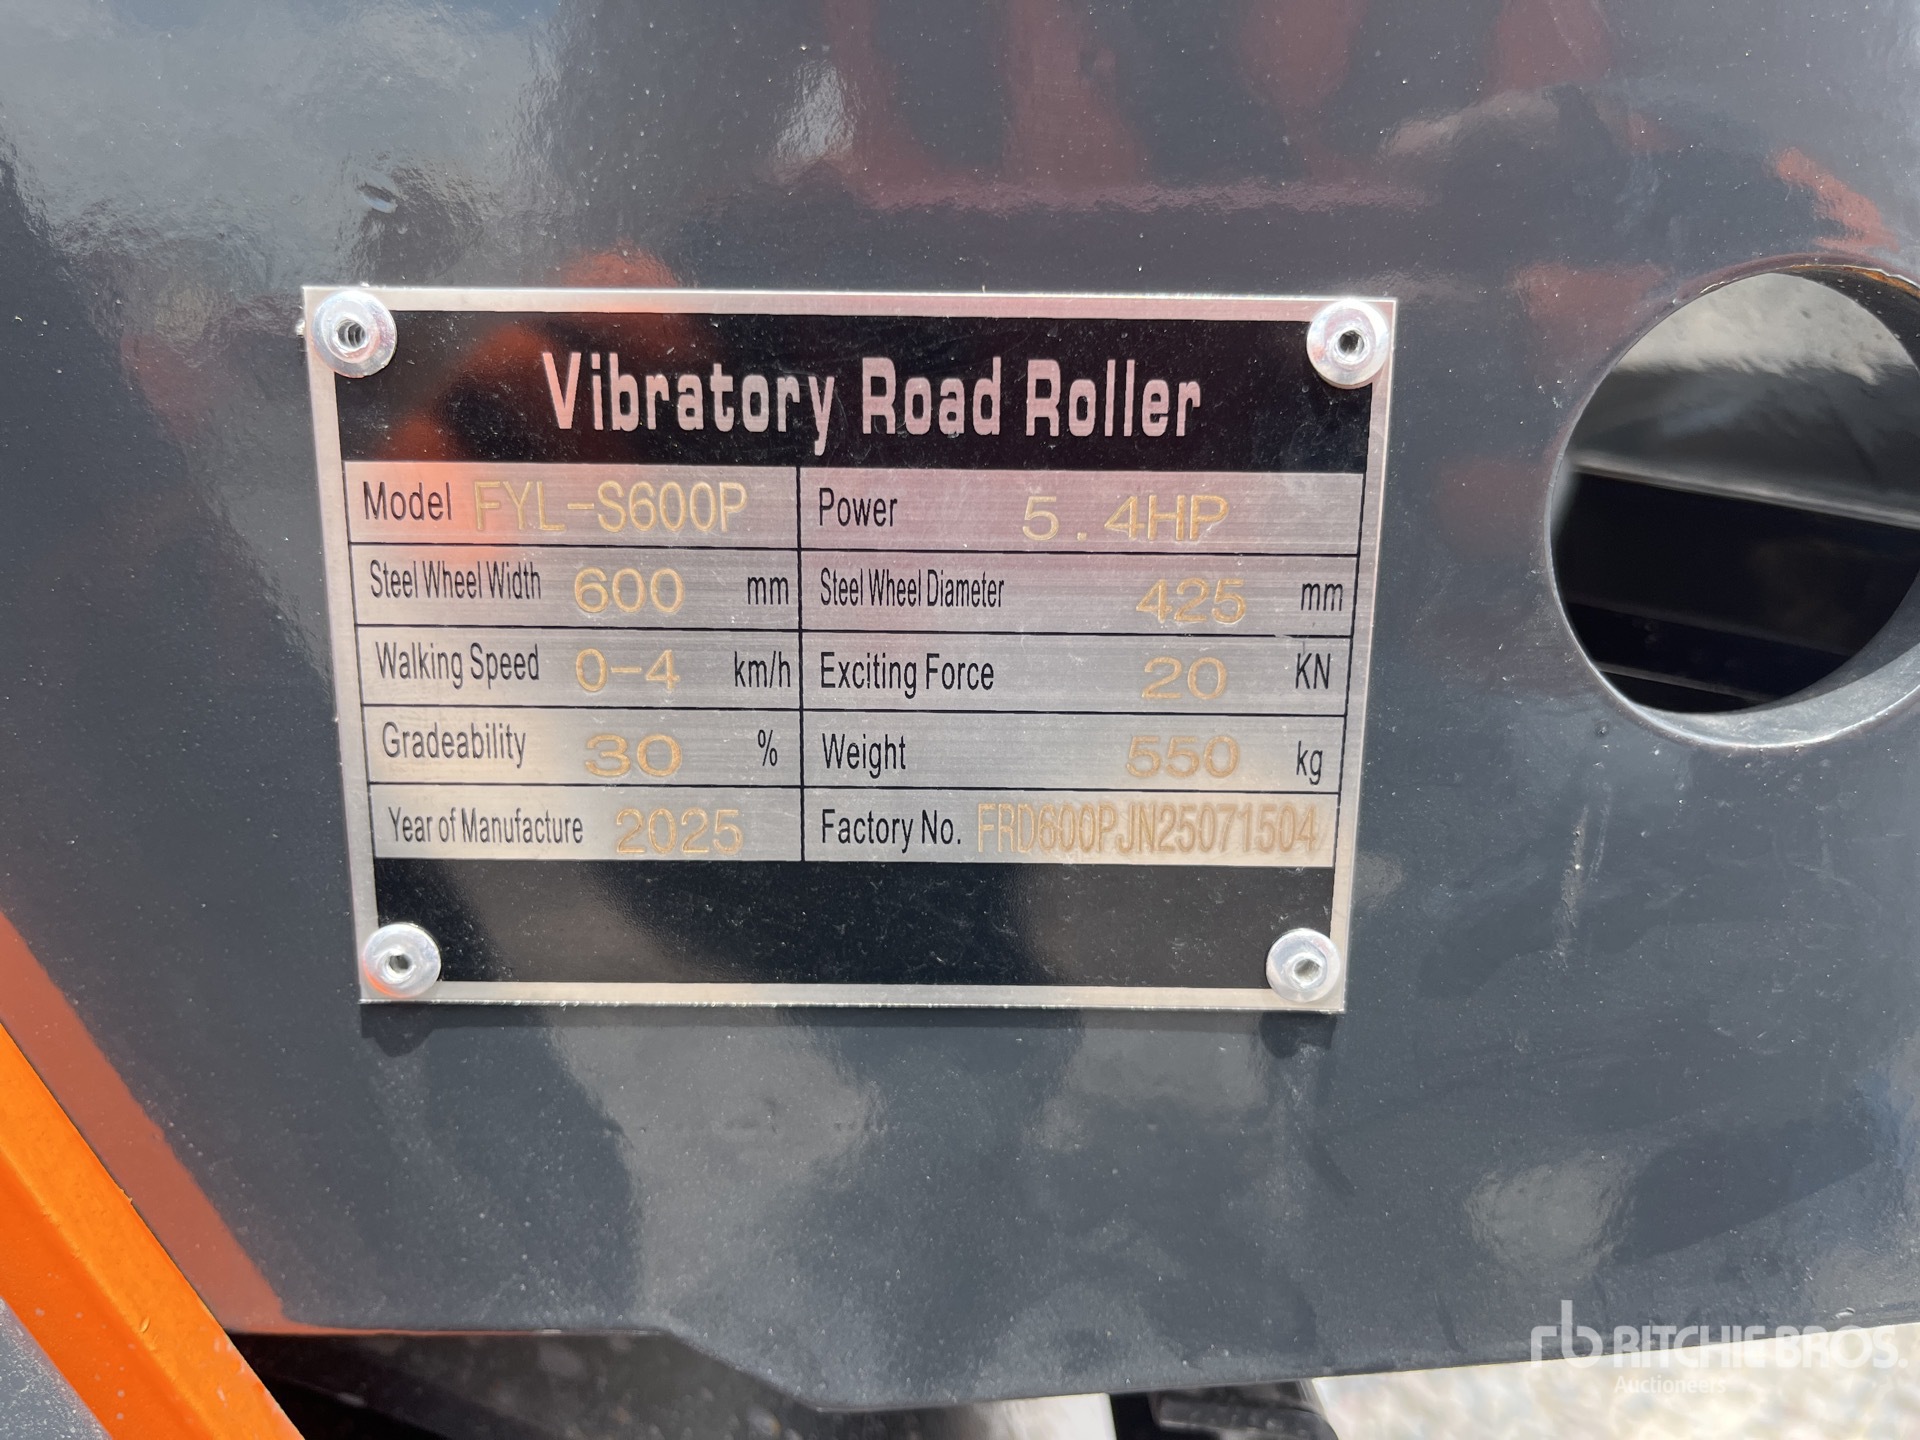 Vibratory Road Roller
Model FYL-S600P Power 5.4HP
Steel Wheel Width 600 mm Steel Wheel Diameter 425 mm
Walking Speed 0-4 km/h Exciting Force 20 KN
Gradeability 30 % Weight 550 kg
Year of Manufacture 2025 Factory No. FRD600PJN25071504
rb RITCHIE BROS.
Auctioneers